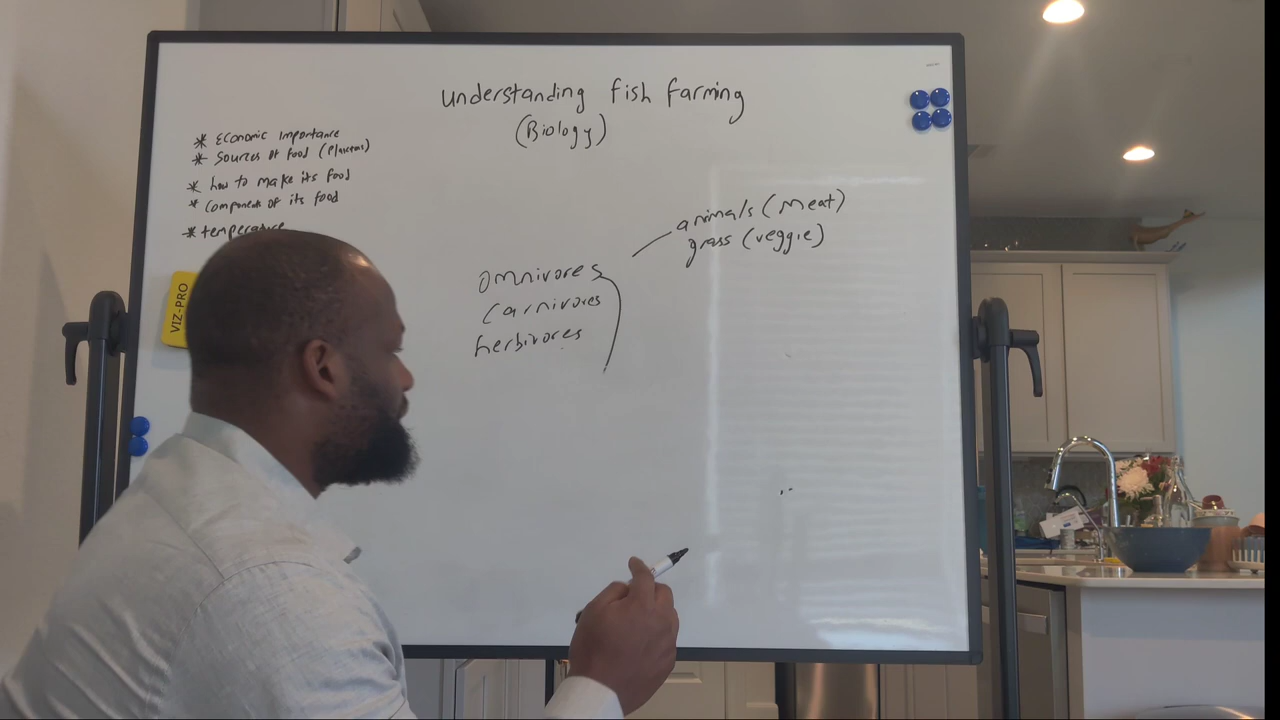 understanding fish farming
(Biology)
* Economic importance
* Sources of food (Planctons)
* how to make its food
* component of its food
* temperature
animals (meat)
grass (veggie)
omnivores
carnivores
herbivores
VIZ-PRO